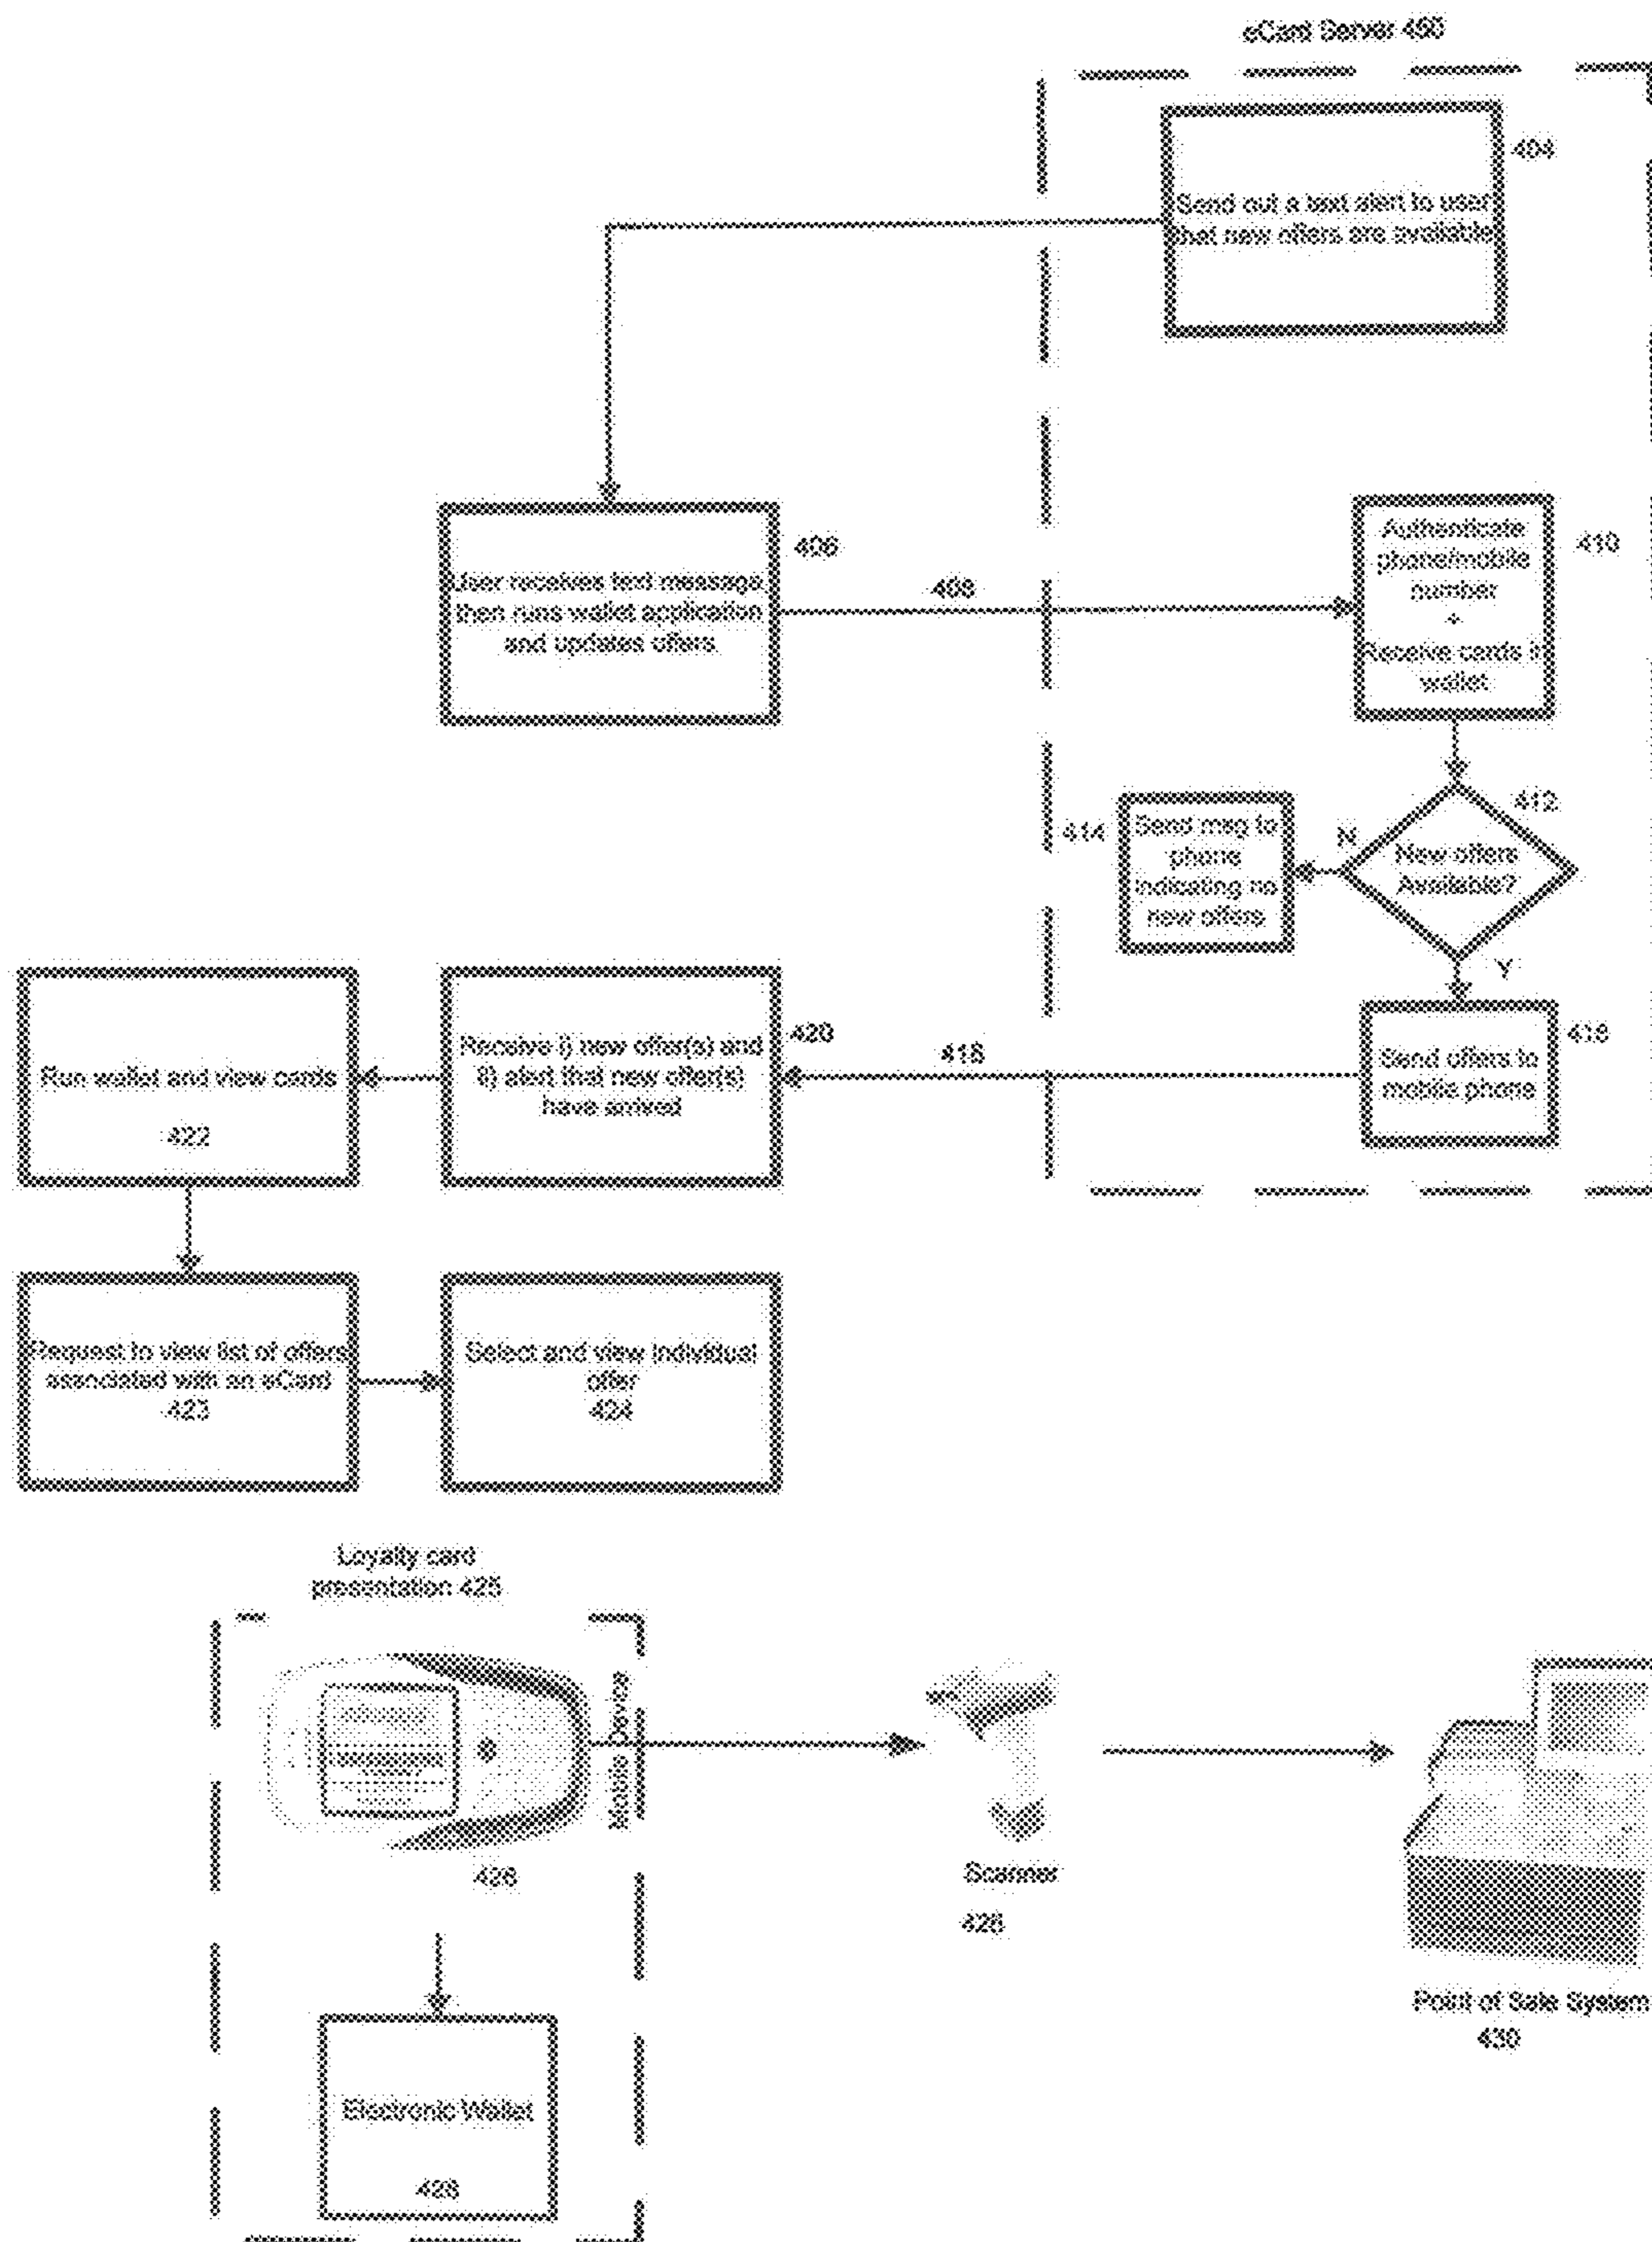 eCard Server 450
404
Send out a text alert to user
that new offers are available
406
User receives text message
then runs wallet application
and updates offers
408
Authenticate
phone/mobile
number
+
Receive cards in
wallet
410
412
New offers
Available?
N
414
Send msg to
phone
indicating no
new offers
Y
416
Send offers to
mobile phone
418
420
Receive i) new offer(s) and
ii) alert that new offer(s)
have arrived
Run wallet and view cards
422
Request to view list of offers
associated with an eCard
423
Select and view individual
offer
424
Loyalty card
presentation 425
Mobile Device
426
Scanner
426
Point of Sale System
430
Electronic Wallet
428